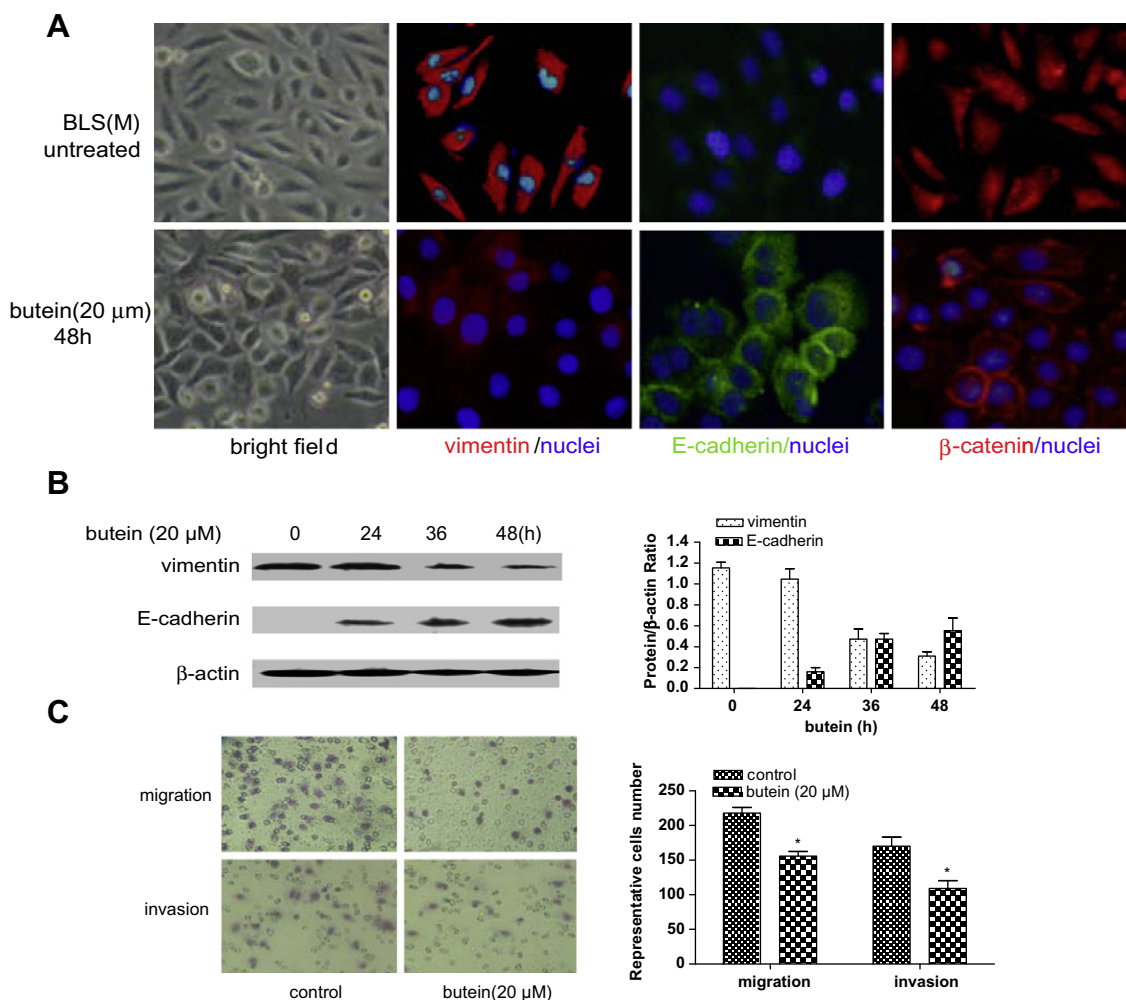 A
BLS(M)
untreated
butein(20 μm)
48h
bright field
vimentin /nuclei
E-cadherin/nuclei
β-catenin/nuclei
B
butein (20 μM) 0 24 36 48(h)
vimentin
E-cadherin
β-actin
vimentin
E-cadherin
Protein/β-actin Ratio
1.4
1.2
1.0
0.8
0.6
0.4
0.2
0.0
0 24 36 48
butein (h)
C
migration
invasion
control
butein(20 μM)
control
butein (20 μM)
Representative cells number
300
250
200
150
100
50
0
migration
invasion
*
*